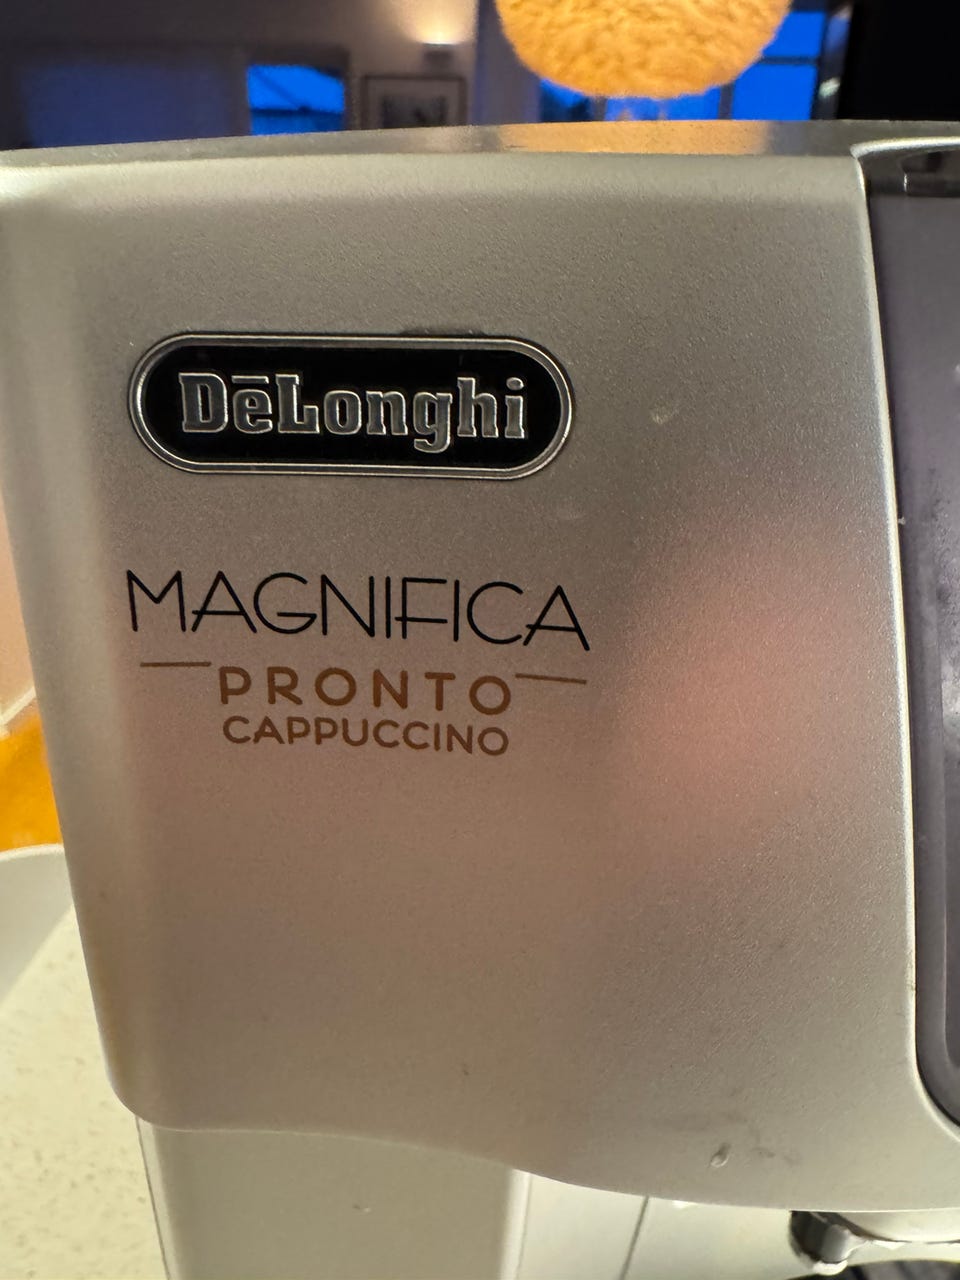 DēLonghi
MAGNIFICA
PRONTO
CAPPUCCINO